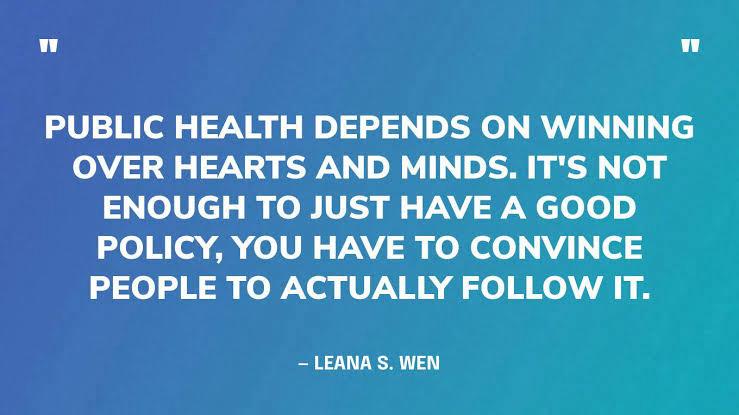 " "
PUBLIC HEALTH DEPENDS ON WINNING
OVER HEARTS AND MINDS. IT'S NOT
ENOUGH TO JUST HAVE A GOOD
POLICY, YOU HAVE TO CONVINCE
PEOPLE TO ACTUALLY FOLLOW IT.
– LEANA S. WEN